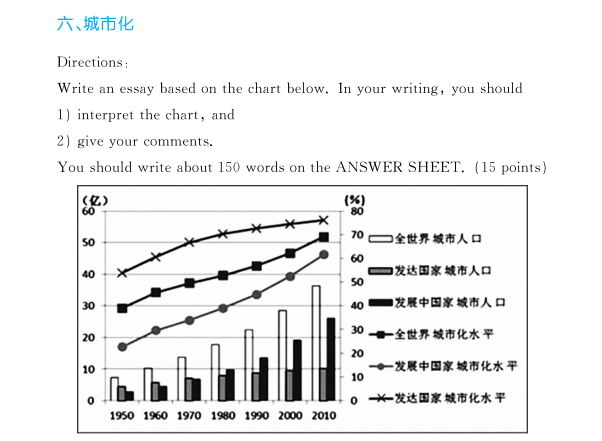 六、城市化
Directions:
Write an essay based on the chart below. In your writing, you should
1) interpret the chart, and
2) give your comments.
You should write about 150 words on the ANSWER SHEET. (15 points)
(亿) (%)
60 80
50 70
40 60
30 50
20 40
10 30
0 20
10
0
1950 1960 1970 1980 1990 2000 2010
全世界城市人口
发达国家城市人口
发展中国家城市人口
全世界城市化水平
发展中国家城市化水平
发达国家城市化水平